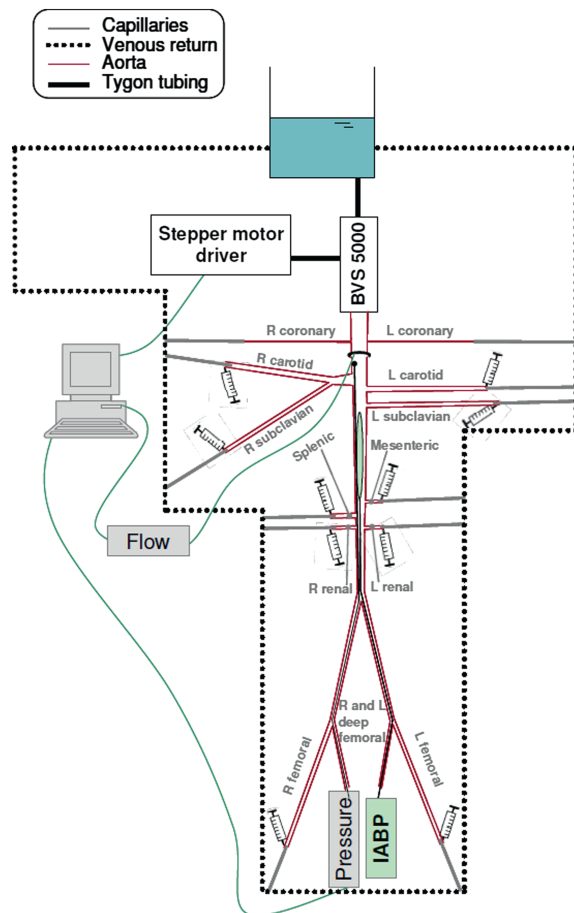 Capillaries
Venous return
Aorta
Tygon tubing
Stepper motor
driver
BVS 5000
R coronary
L coronary
R carotid
L carotid
R subclavian
L subclavian
Splenic
Mesenteric
Flow
R renal
L renal
R and L
deep
femoral
R femoral
L femoral
Pressure
IABP